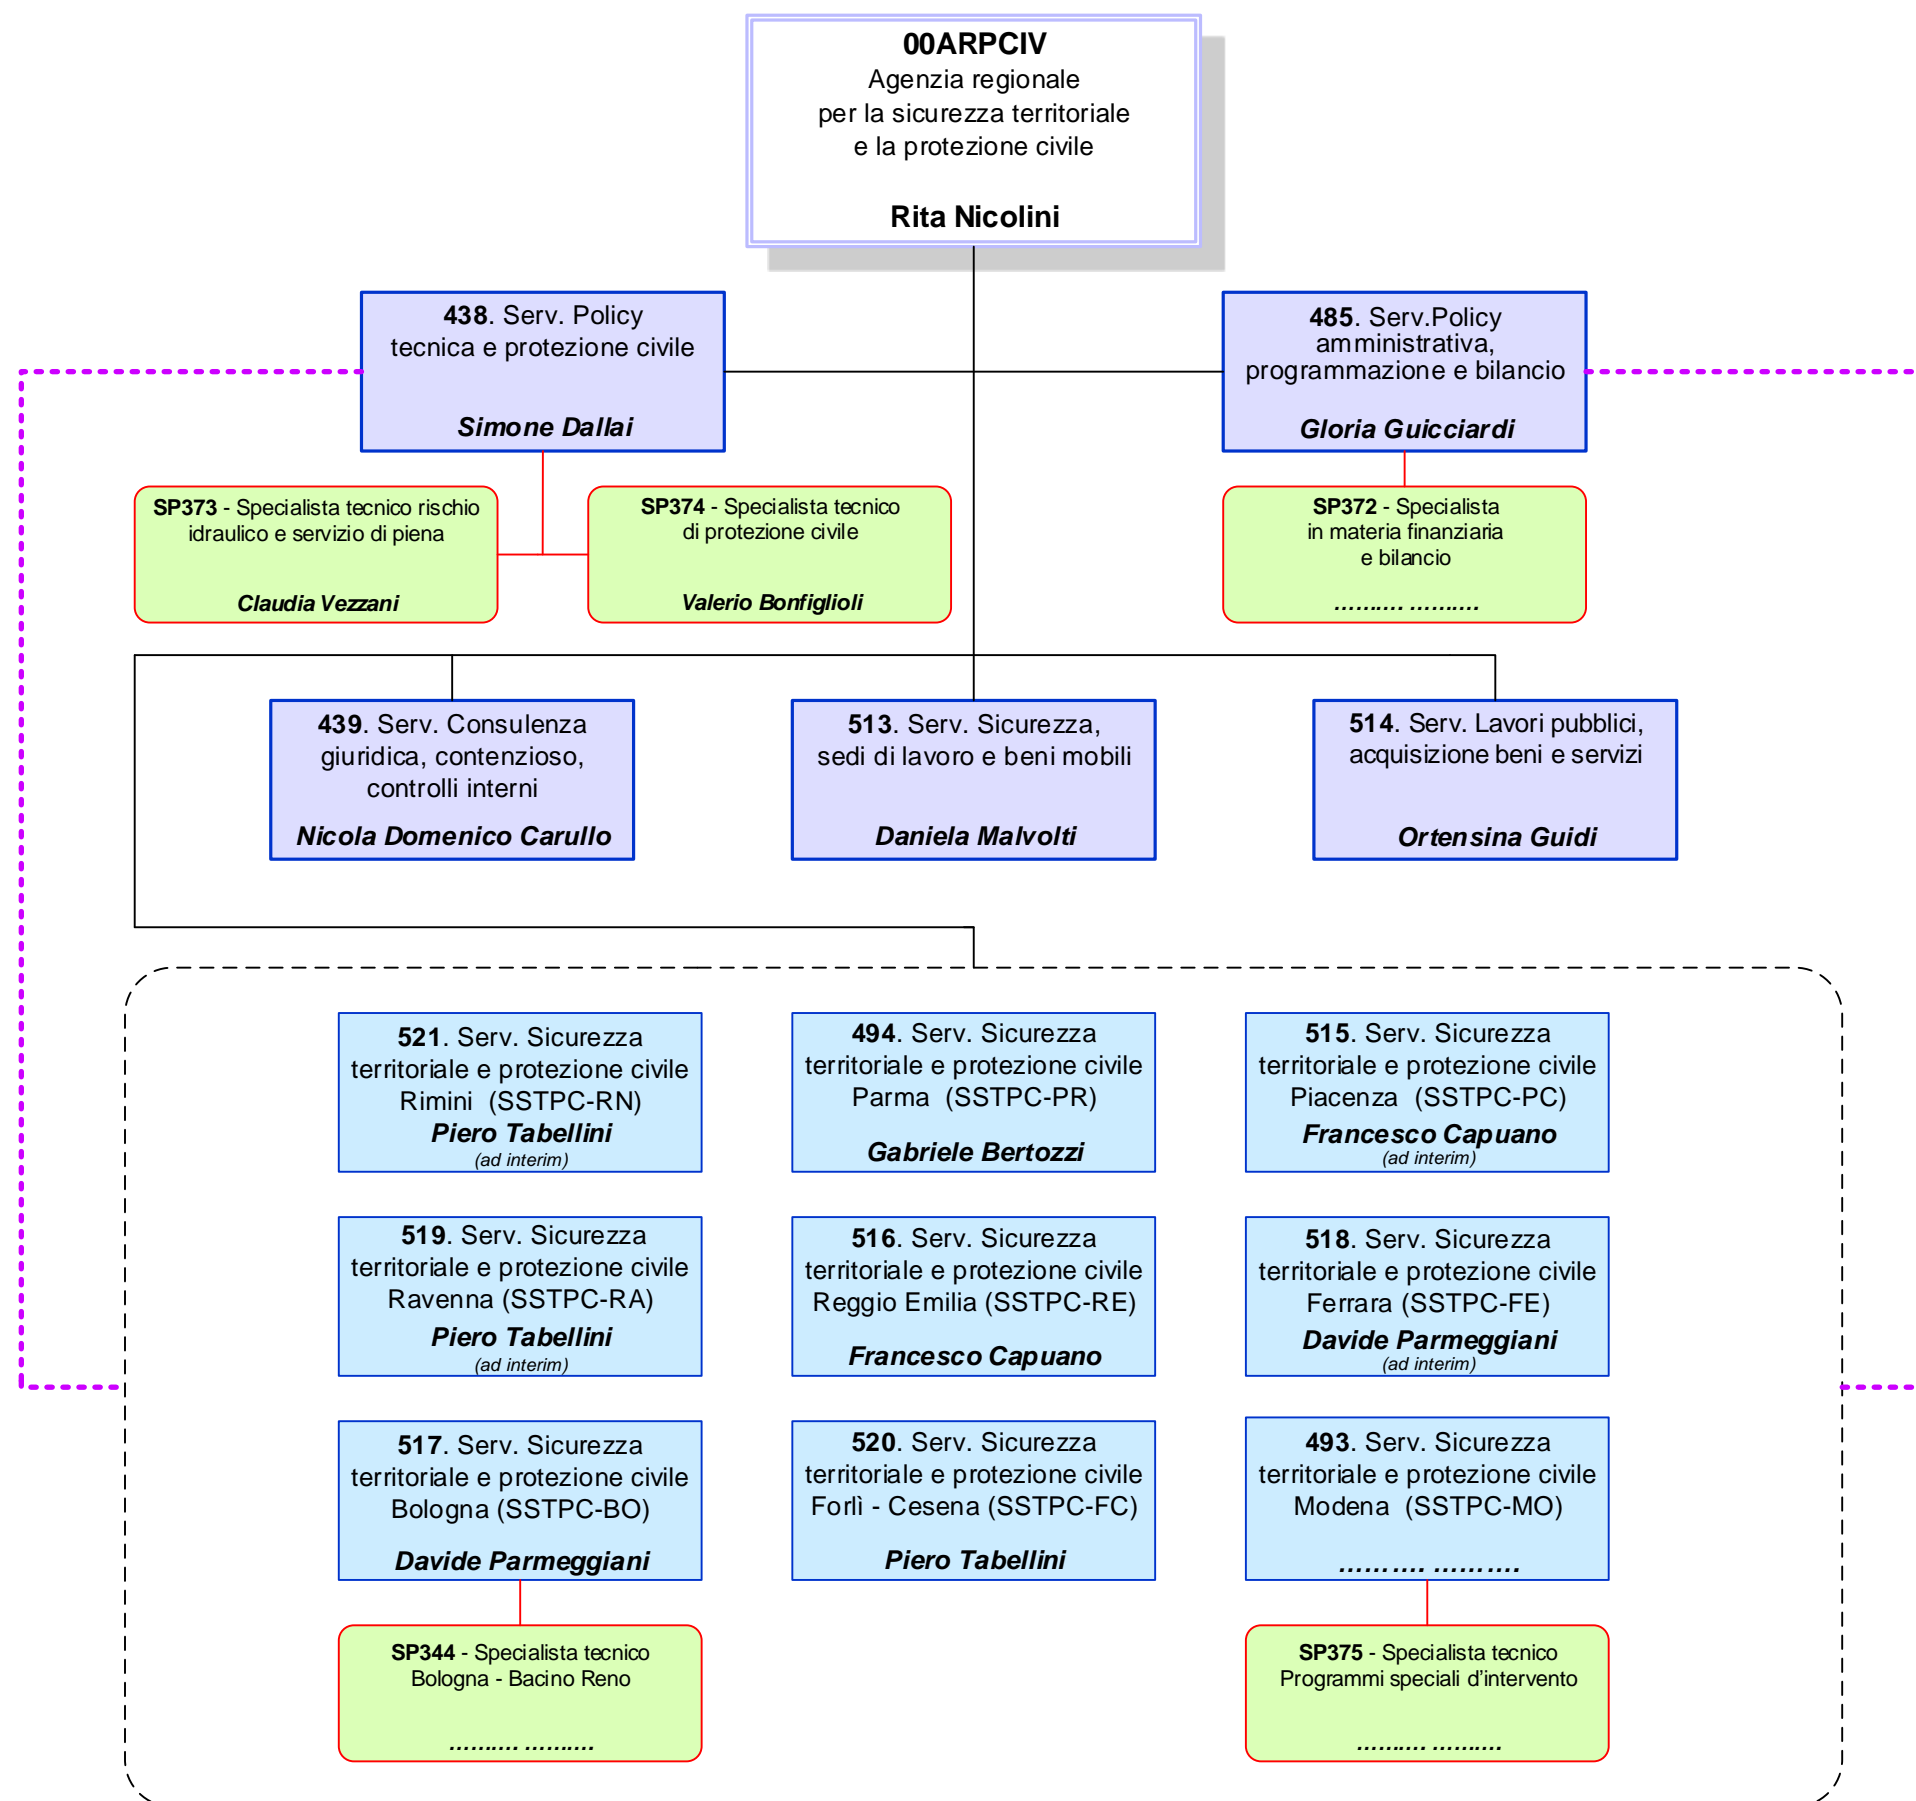 00ARPCIV
Agenzia regionale
per la sicurezza territoriale
e la protezione civile
Rita Nicolini
438. Serv. Policy
tecnica e protezione civile
Simone Dallai
485. Serv.Policy
amministrativa,
programmazione e bilancio
Gloria Guicciardi
SP373 - Specialista tecnico rischio
idraulico e servizio di piena
Claudia Vezzani
SP374 - Specialista tecnico
di protezione civile
Valerio Bonfiglioli
SP372 - Specialista
in materia finanziaria
e bilancio
………. ……….
439. Serv. Consulenza
giuridica, contenzioso,
controlli interni
Nicola Domenico Carullo
513. Serv. Sicurezza,
sedi di lavoro e beni mobili
Daniela Malvolti
514. Serv. Lavori pubblici,
acquisizione beni e servizi
Ortensina Guidi
521. Serv. Sicurezza
territoriale e protezione civile
Rimini (SSTPC-RN)
Piero Tabellini
(ad interim)
494. Serv. Sicurezza
territoriale e protezione civile
Parma (SSTPC-PR)
Gabriele Bertozzi
515. Serv. Sicurezza
territoriale e protezione civile
Piacenza (SSTPC-PC)
Francesco Capuano
(ad interim)
519. Serv. Sicurezza
territoriale e protezione civile
Ravenna (SSTPC-RA)
Piero Tabellini
(ad interim)
516. Serv. Sicurezza
territoriale e protezione civile
Reggio Emilia (SSTPC-RE)
Francesco Capuano
518. Serv. Sicurezza
territoriale e protezione civile
Ferrara (SSTPC-FE)
Davide Parmeggiani
(ad interim)
517. Serv. Sicurezza
territoriale e protezione civile
Bologna (SSTPC-BO)
Davide Parmeggiani
520. Serv. Sicurezza
territoriale e protezione civile
Forlì - Cesena (SSTPC-FC)
Piero Tabellini
493. Serv. Sicurezza
territoriale e protezione civile
Modena (SSTPC-MO)
………. ……….
SP344 - Specialista tecnico
Bologna - Bacino Reno
………. ……….
SP375 - Specialista tecnico
Programmi speciali d’intervento
………. ……….